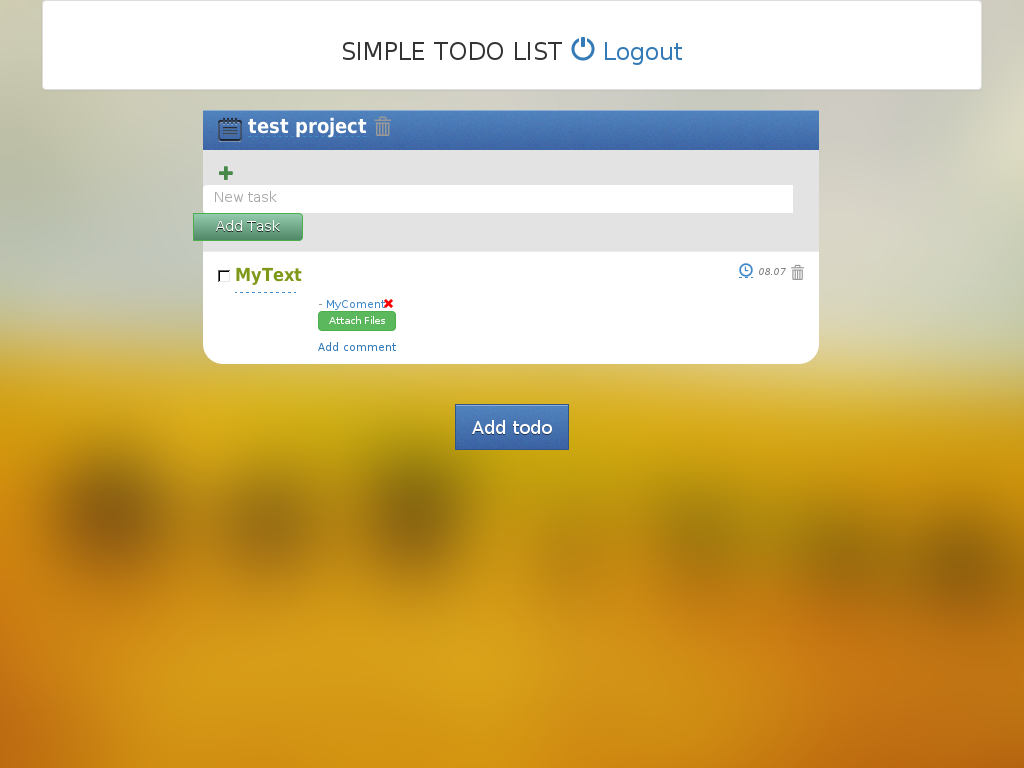 SIMPLE TODO LIST Logout
test project
New task
Add Task
MyText
08.07
- MyComent
Attach Files
Add comment
Add todo